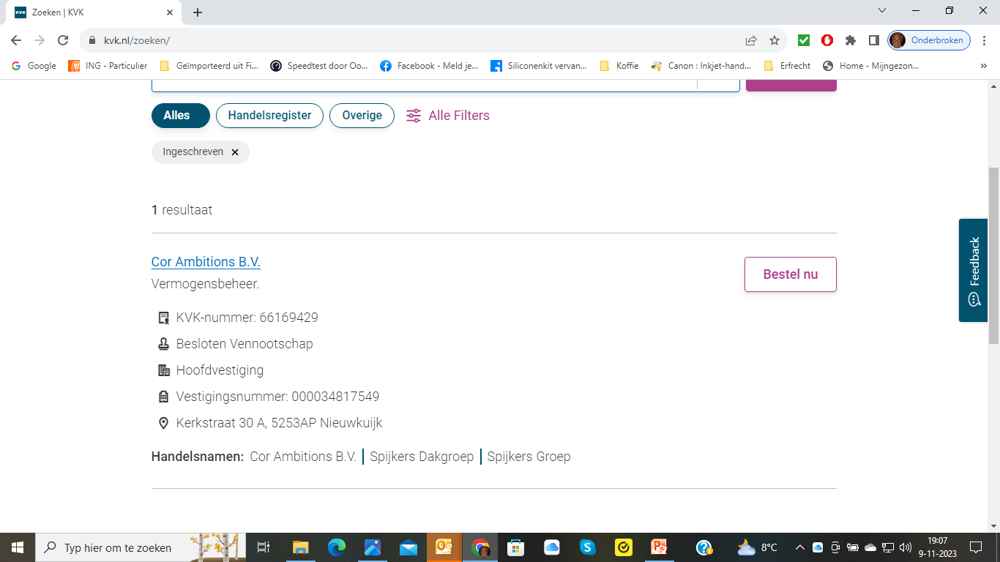 KVK Zoeken | KVK
kvk.nl/zoeken/
Onderbroken
Google ING - Particulier Geïmporteerd uit Fi... Speedtest door Oo... Facebook - Meld je... Siliconenkit vervan... Koffie Canon : Inkjet-hand... Erfrecht Home - Mijngezon... »
Alles Handelsregister Overige Alle Filters
Ingeschreven
1 resultaat
Cor Ambitions B.V.
Bestel nu
Vermogensbeheer.
KVK-nummer: 66169429
Besloten Vennootschap
Hoofdvestiging
Vestigingsnummer: 000034817549
Kerkstraat 30 A, 5253AP Nieuwkuijk
Handelsnamen: Cor Ambitions B.V. Spijkers Dakgroep Spijkers Groep
Feedback
Typ hier om te zoeken
8°C
19:07
9-11-2023